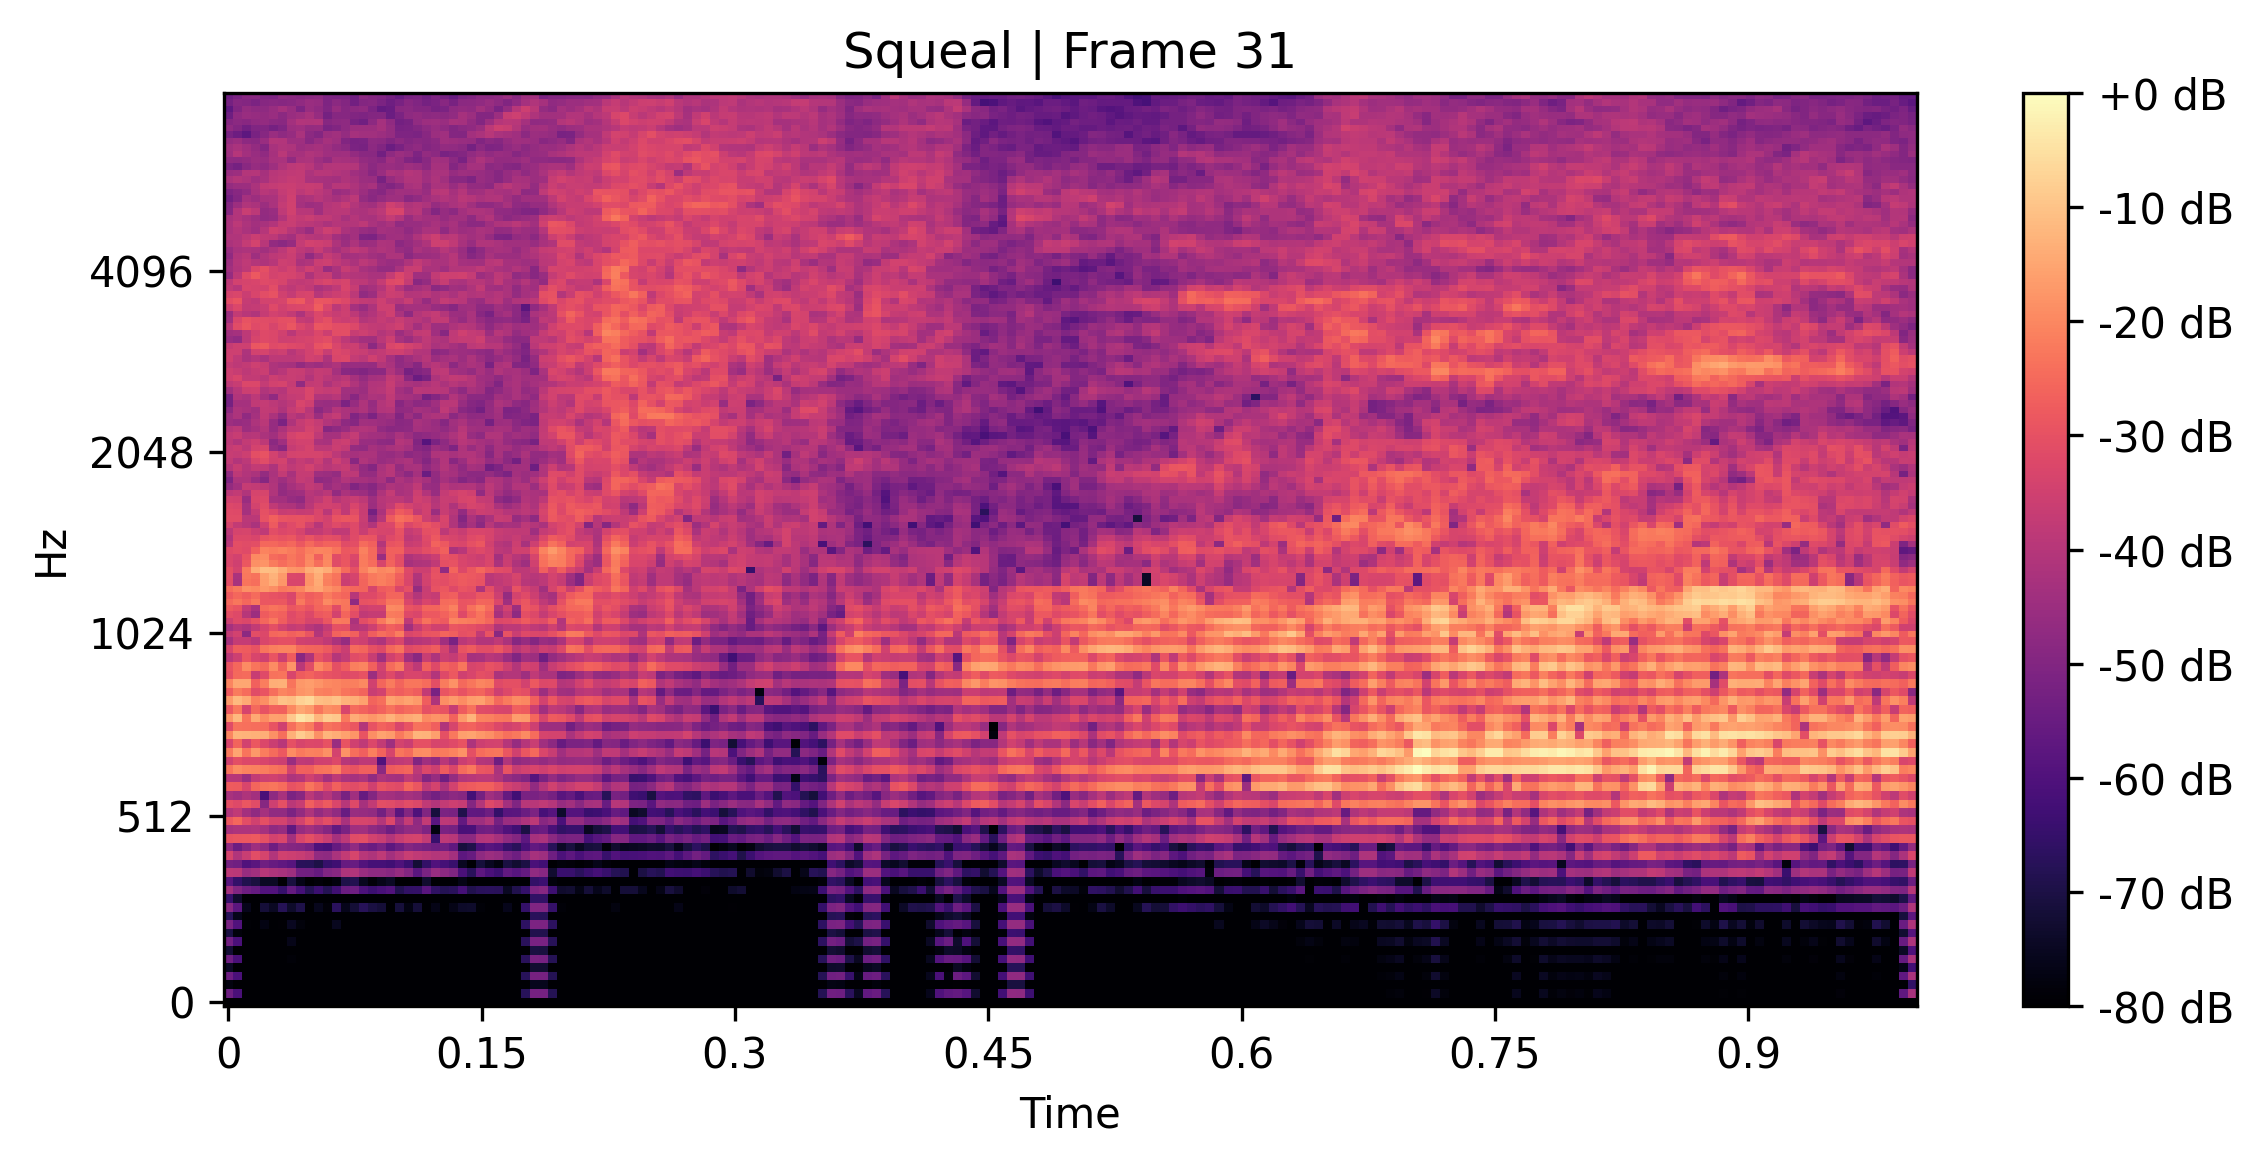 Squeal | Frame 31
+0 dB
-10 dB
-20 dB
-30 dB
-40 dB
-50 dB
-60 dB
-70 dB
-80 dB
Hz
4096
2048
1024
512
0
0 0.15 0.3 0.45 0.6 0.75 0.9
Time